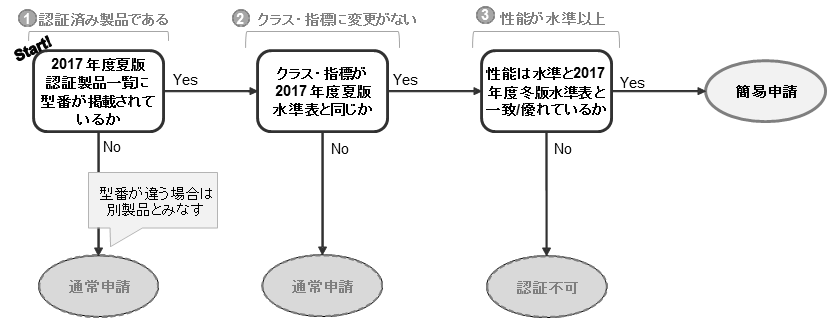 1 認証済み製品である
2 クラス・指標に変更がない
3 性能が水準以上
Start!
2017年度夏版
認証製品一覧に
型番が掲載されて
いるか
Yes
クラス・指標が
2017年度夏版
水準表と同じか
Yes
性能は水準と2017
年度冬版水準表と
一致/優れているか
Yes
簡易申請
No
No
No
型番が違う場合は
別製品とみなす
通常申請
通常申請
認証不可